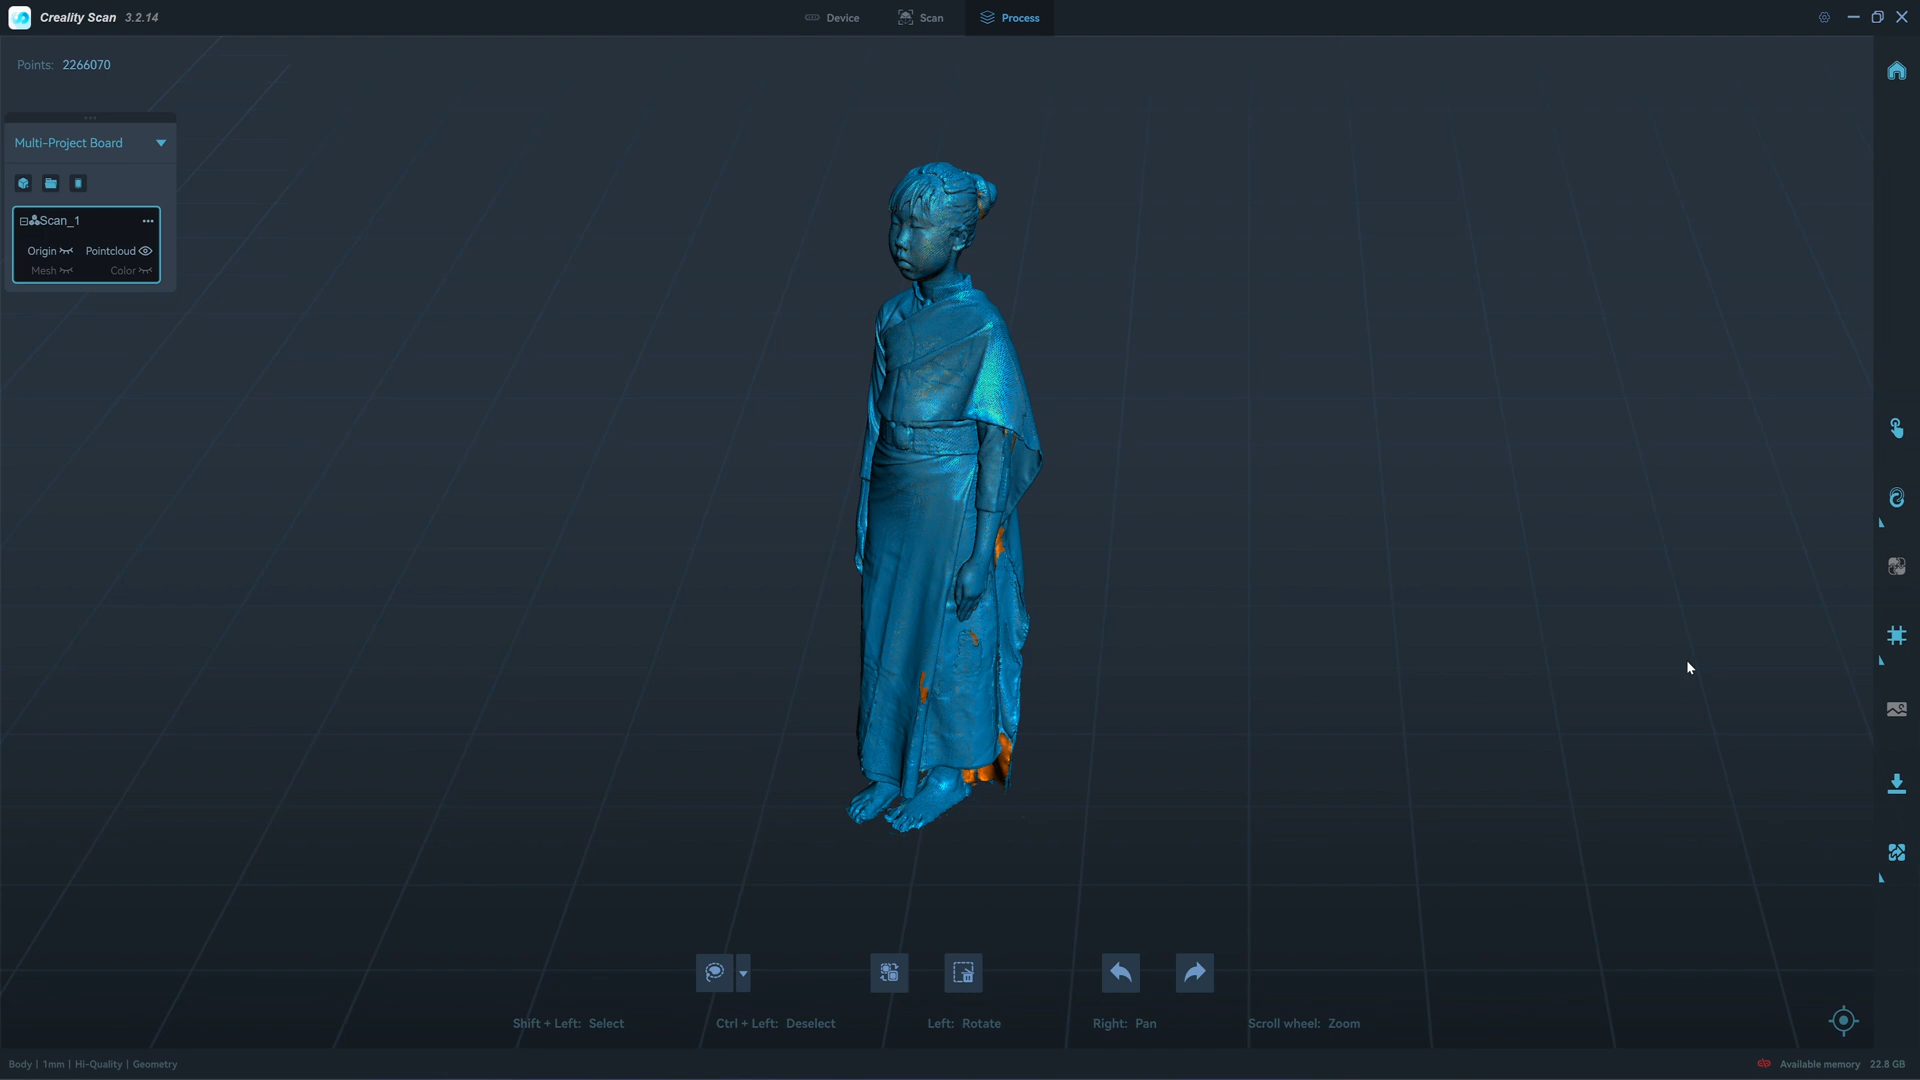 Creality Scan 3.2.14
Device
Scan
Process
Points: 2266070
Multi-Project Board
Scan_1
Origin
Pointcloud
Mesh
Color
Shift + Left: Select
Ctrl + Left: Deselect
Left: Rotate
Right: Pan
Scroll wheel: Zoom
Body | 1mm | Hi-Quality | Geometry
Available memory 22.8 GB